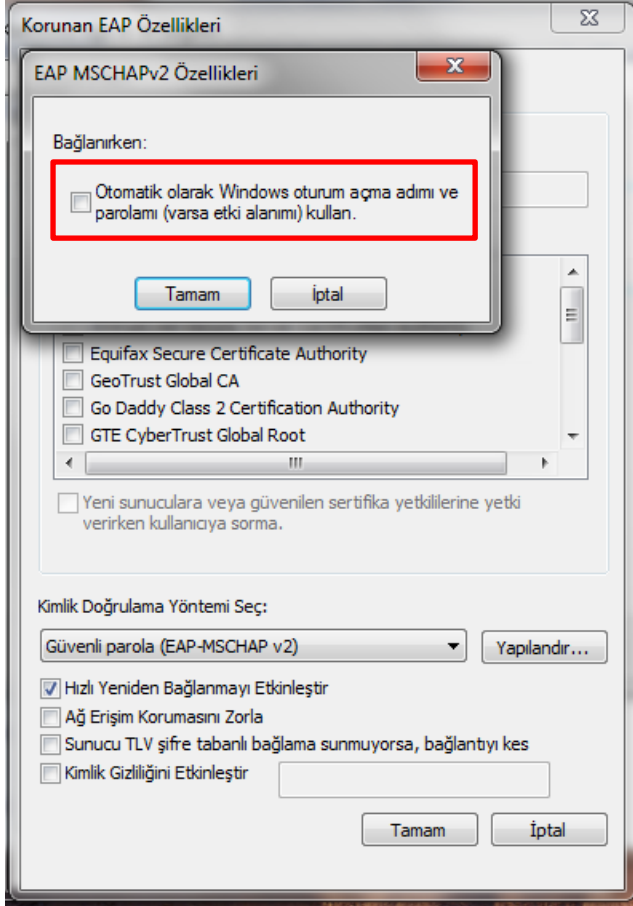 Korunan EAP Özellikleri
EAP MSCHAPv2 Özellikleri
Bağlanırken:
Otomatik olarak Windows oturum açma adımı ve
parolamı (varsa etki alanımı) kullan.
Tamam
İptal
Equifax Secure Certificate Authority
GeoTrust Global CA
Go Daddy Class 2 Certification Authority
GTE CyberTrust Global Root
Yeni sunuculara veya güvenilen sertifika yetkililerine yetki
verirken kullanıcıya sorma.
Kimlik Doğrulama Yöntemi Seç:
Güvenli parola (EAP-MSCHAP v2)
Yapılandır...
Hızlı Yeniden Bağlanmayı Etkinleştir
Ağ Erişim Korumasını Zorla
Sunucu TLV şifre tabanlı bağlama sunmuyorsa, bağlantıyı kes
Kimlik Gizliliğini Etkinleştir
Tamam
İptal